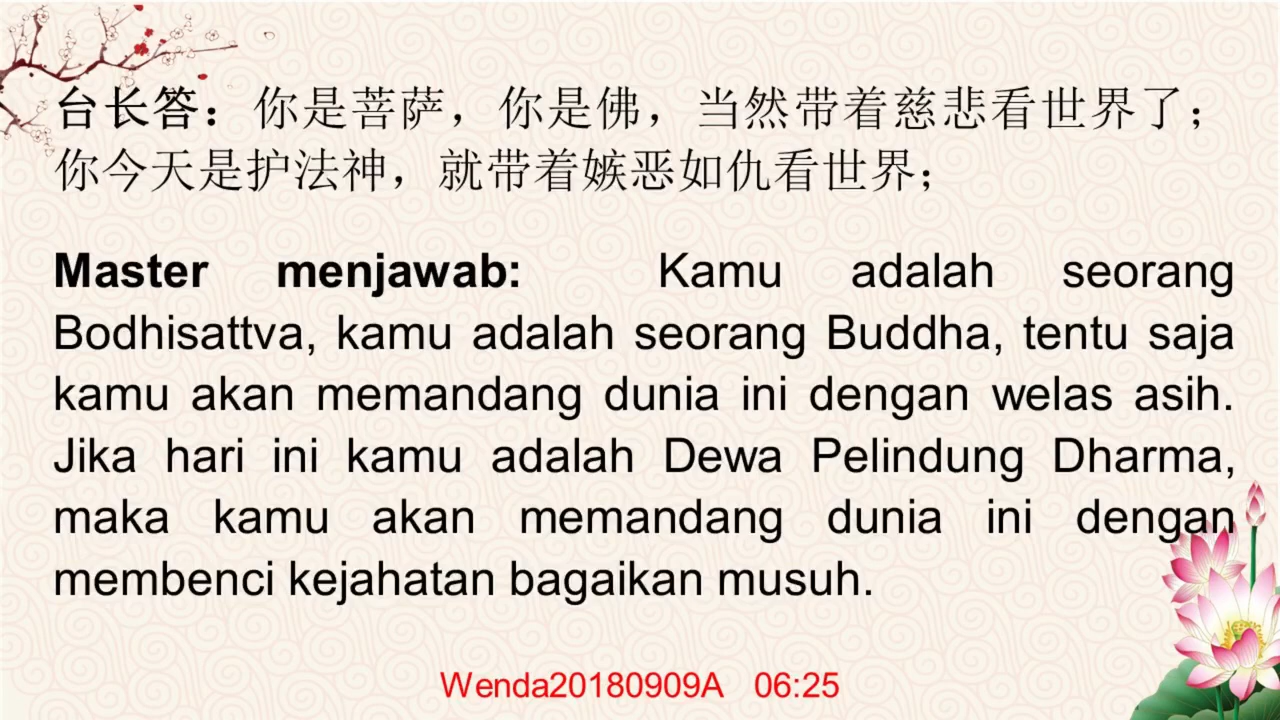 台长答：你是菩萨，你是佛，当然带着慈悲看世界了；
你今天是护法神，就带着嫉恶如仇看世界；
Master menjawab: Kamu adalah seorang
Bodhisattva, kamu adalah seorang Buddha, tentu saja
kamu akan memandang dunia ini dengan welas asih.
Jika hari ini kamu adalah Dewa Pelindung Dharma,
maka kamu akan memandang dunia ini dengan
membenci kejahatan bagaikan musuh.
Wenda20180909A 06:25